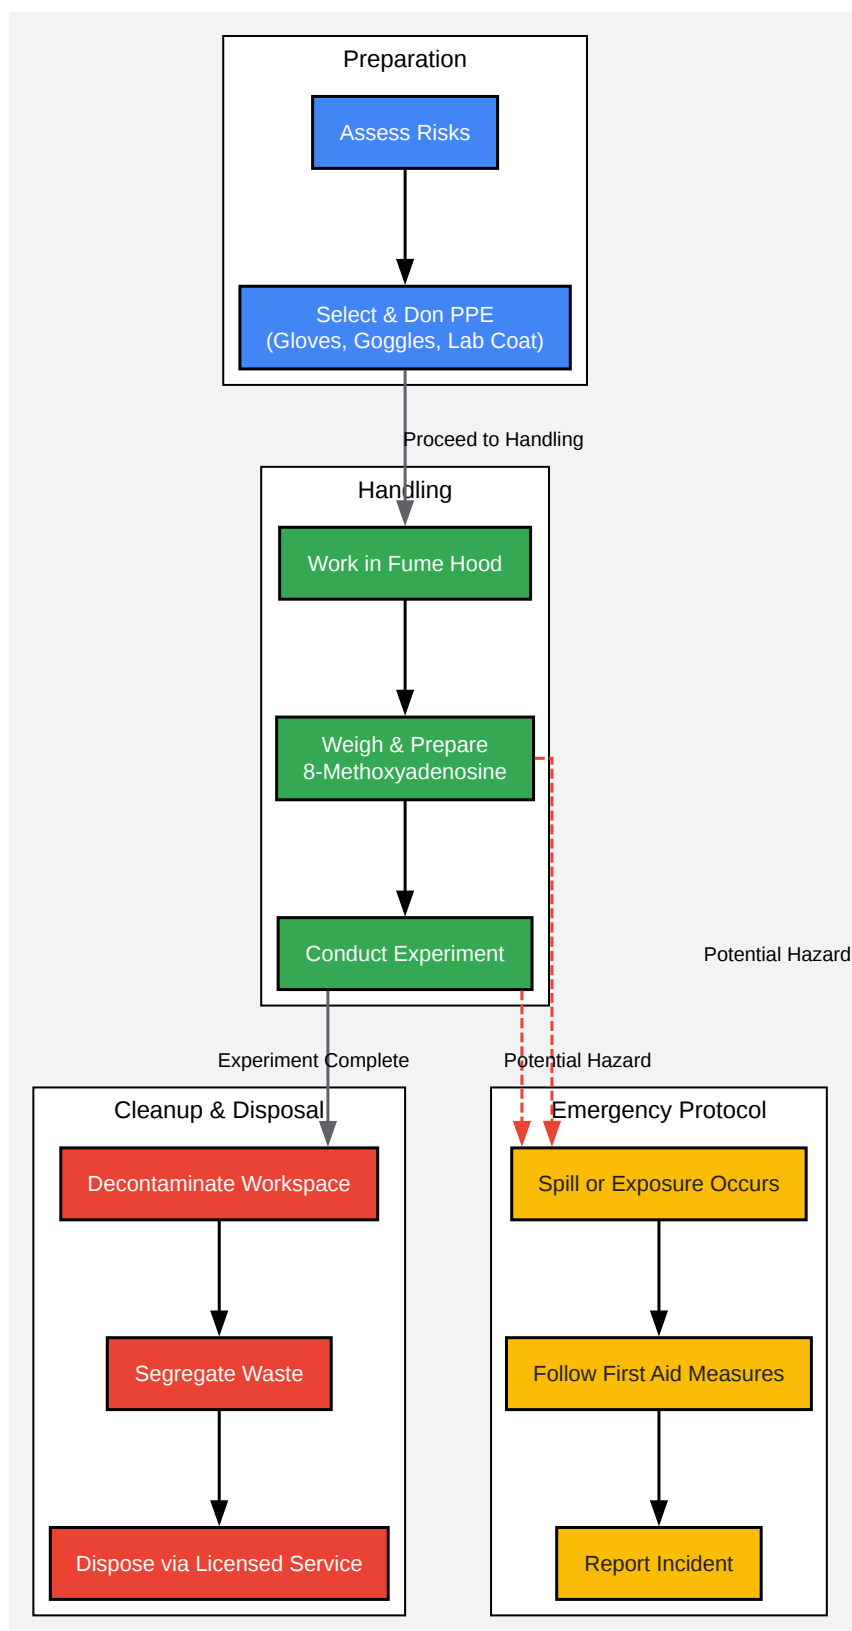 Preparation
Assess Risks
Select & Don PPE
(Gloves, Goggles, Lab Coat)
Proceed to Handling
Handling
Work in Fume Hood
Weigh & Prepare
8-Methoxyadenosine
Conduct Experiment
Potential Hazard
Experiment Complete
Potential Hazard
Cleanup & Disposal
Decontaminate Workspace
Segregate Waste
Dispose via Licensed Service
Emergency Protocol
Spill or Exposure Occurs
Follow First Aid Measures
Report Incident